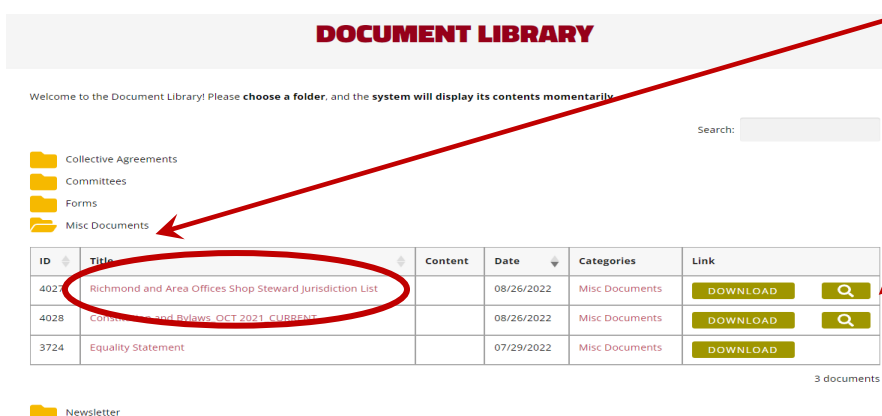 DOCUMENT LIBRARY
Welcome to the Document Library! Please choose a folder, and the system will display its contents momentarily.
Search:
Collective Agreements
Committees
Forms
Misc Documents
ID Title Content Date Categories Link
4027 Richmond and Area Offices Shop Steward Jurisdiction List 08/26/2022 Misc Documents DOWNLOAD
4028 Constitution and Bylaws_OCT 2021_CURRENT 08/26/2022 Misc Documents DOWNLOAD
3724 Equality Statement 07/29/2022 Misc Documents DOWNLOAD
3 documents
Newsletter